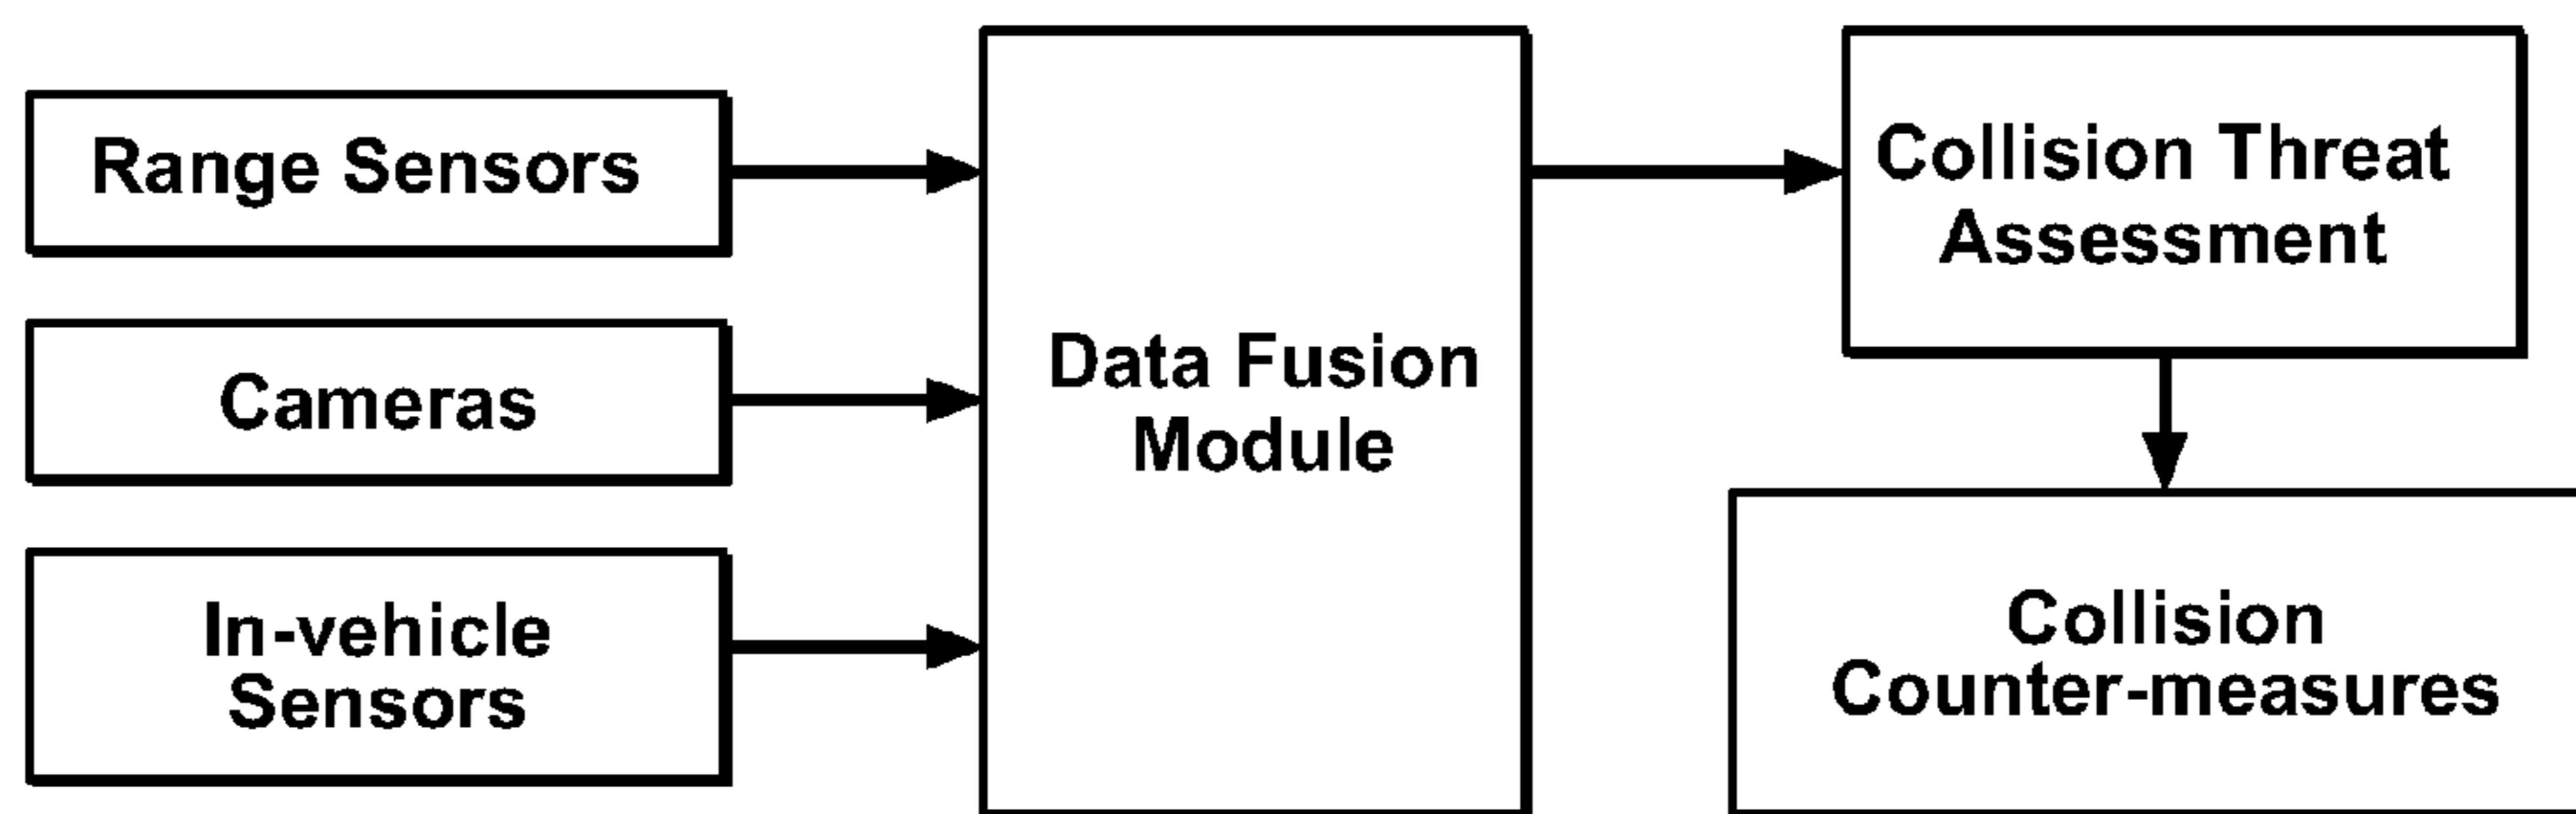 Range Sensors
Cameras
In-vehicle
Sensors
Data Fusion
Module
Collision Threat
Assessment
Collision
Counter-measures